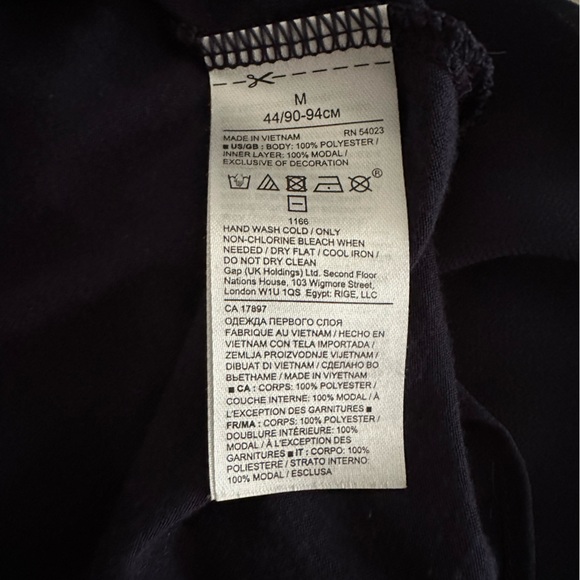 M
44/90-94см
MADE IN VIETNAM RN 54023
■ US/GB : BODY: 100% POLYESTER /
INNER LAYER: 100% MODAL /
EXCLUSIVE OF DECORATION
®
1166
HAND WASH COLD / ONLY
NON-CHLORINE BLEACH WHEN
NEEDED / DRY FLAT / COOL IRON /
DO NOT DRY CLEAN
Gap (UK Holdings) Ltd. Second Floor
Nations House, 103 Wigmore Street,
London W1U 1QS Egypt: RIGE, LLC
CA 17897
ОДЕЖДА ПЕРВОГО СЛОЯ
FABRIQUE AU VIETNAM / HECHO EN
VIETNAM CON TELA IMPORTADA /
ZEMLJA PROIZVODNJE VIJETNAM /
DIBUAT DI VIETNAM / СДЕЛАНО ВО
ВЬЕТНАМЕ / MADE IN VIYETNAM
■ CA : CORPS: 100% POLYESTER /
COUCHE INTERNE: 100% MODAL / À
L'EXCEPTION DES GARNITURES ■
FR/MA : CORPS: 100% POLYESTER /
DOUBLURE INTÉRIEURE: 100%
MODAL / À L'EXCEPTION DES
GARNITURES ■ IT : CORPO: 100%
POLIESTERE / STRATO INTERNO:
100% MODAL / ESCLUSA